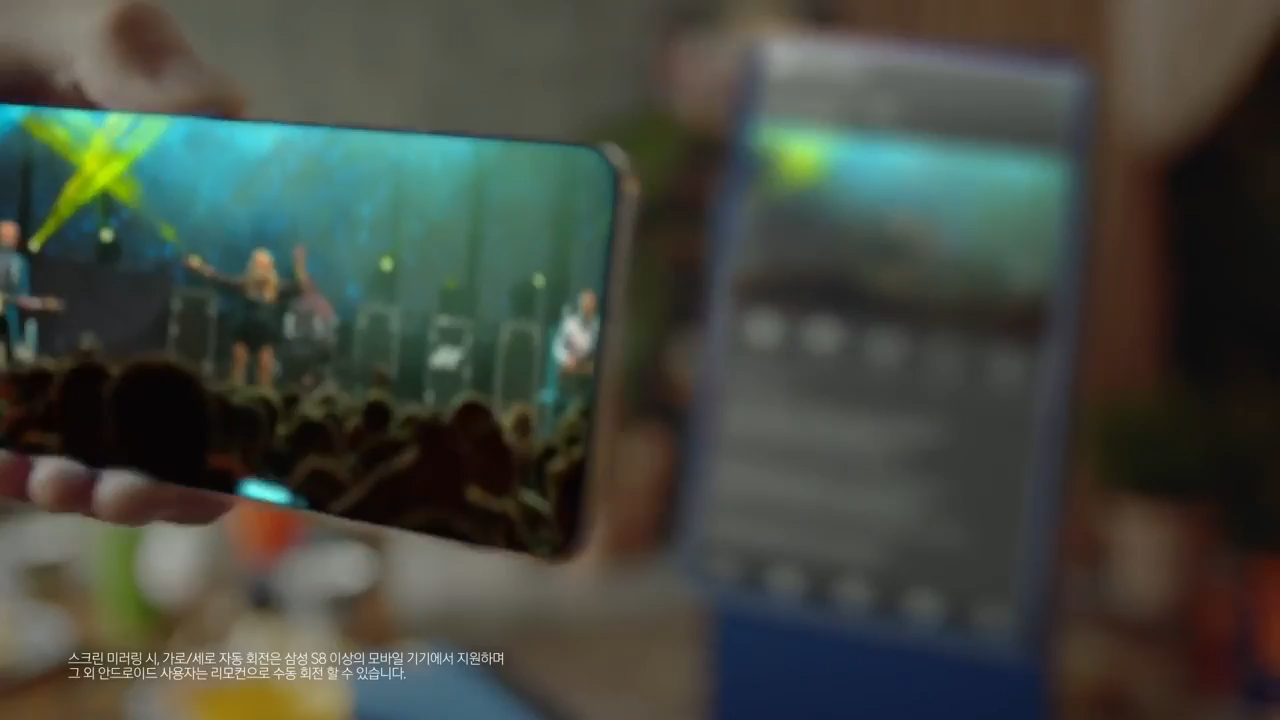 스크린 미러링 시, 가로/세로 자동 회전은 삼성 S8 이상의 모바일 기기에서 지원하며
그 외 안드로이드 사용자는 리모컨으로 수동 회전 할 수 있습니다.